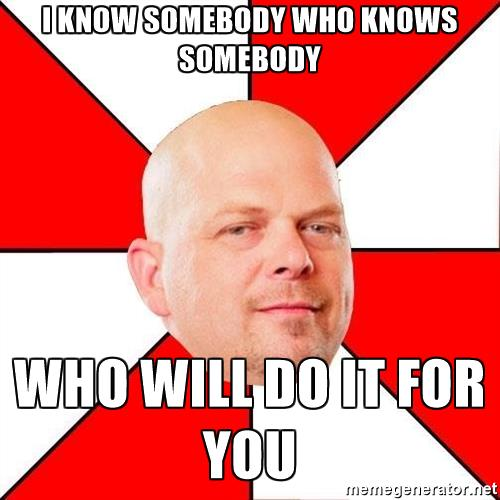 I KNOW SOMEBODY WHO KNOWS
SOMEBODY
WHO WILL DO IT FOR
YOU
memegenerator.net